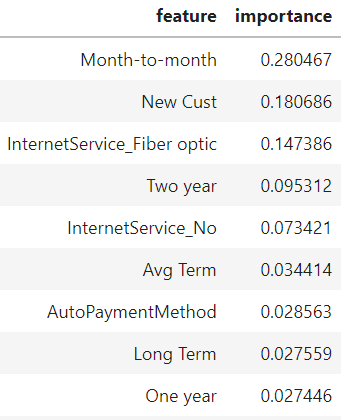 feature importance
Month-to-month 0.280467
New Cust 0.180686
InternetService_Fiber optic 0.147386
Two year 0.095312
InternetService_No 0.073421
Avg Term 0.034414
AutoPaymentMethod 0.028563
Long Term 0.027559
One year 0.027446